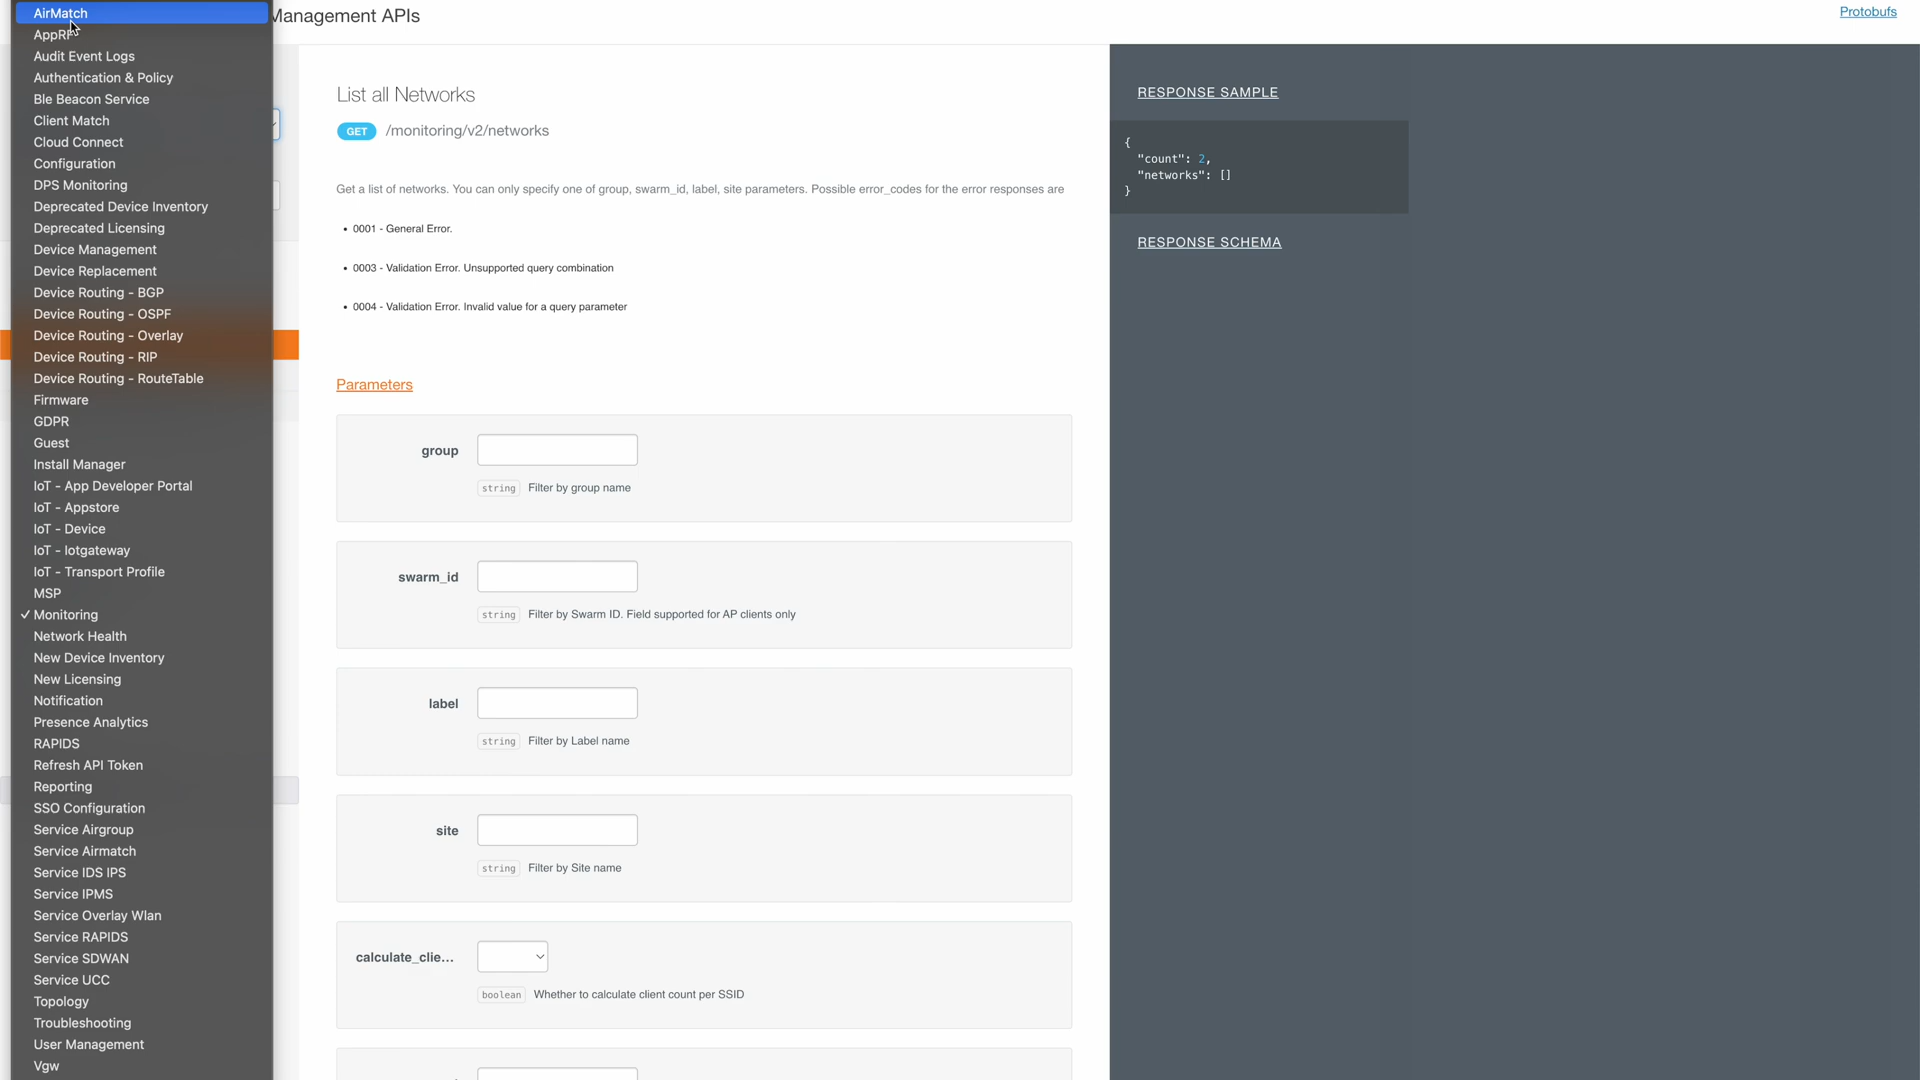 AirMatch
AppRF
Audit Event Logs
Authentication & Policy
Ble Beacon Service
Client Match
Cloud Connect
Configuration
DPS Monitoring
Deprecated Device Inventory
Deprecated Licensing
Device Management
Device Replacement
Device Routing - BGP
Device Routing - OSPF
Device Routing - Overlay
Device Routing - RIP
Device Routing - RouteTable
Firmware
GDPR
Guest
Install Manager
IoT - App Developer Portal
IoT - Appstore
IoT - Device
IoT - Iotgateway
IoT - Transport Profile
MSP
✓ Monitoring
Network Health
New Device Inventory
New Licensing
Notification
Presence Analytics
RAPIDS
Refresh API Token
Reporting
SSO Configuration
Service Airgroup
Service Airmatch
Service IDS IPS
Service IPMS
Service Overlay Wlan
Service RAPIDS
Service SDWAN
Service UCC
Topology
Troubleshooting
User Management
Vgw
Management APIs
Protobufs
List all Networks
GET /monitoring/v2/networks
Get a list of networks. You can only specify one of group, swarm_id, label, site parameters. Possible error_codes for the error responses are
• 0001 - General Error.
• 0003 - Validation Error. Unsupported query combination
• 0004 - Validation Error. Invalid value for a query parameter
Parameters
group
string Filter by group name
swarm_id
string Filter by Swarm ID. Field supported for AP clients only
label
string Filter by Label name
site
string Filter by Site name
calculate_clie...
boolean Whether to calculate client count per SSID
RESPONSE SAMPLE
{
"count": 2,
"networks": []
}
RESPONSE SCHEMA